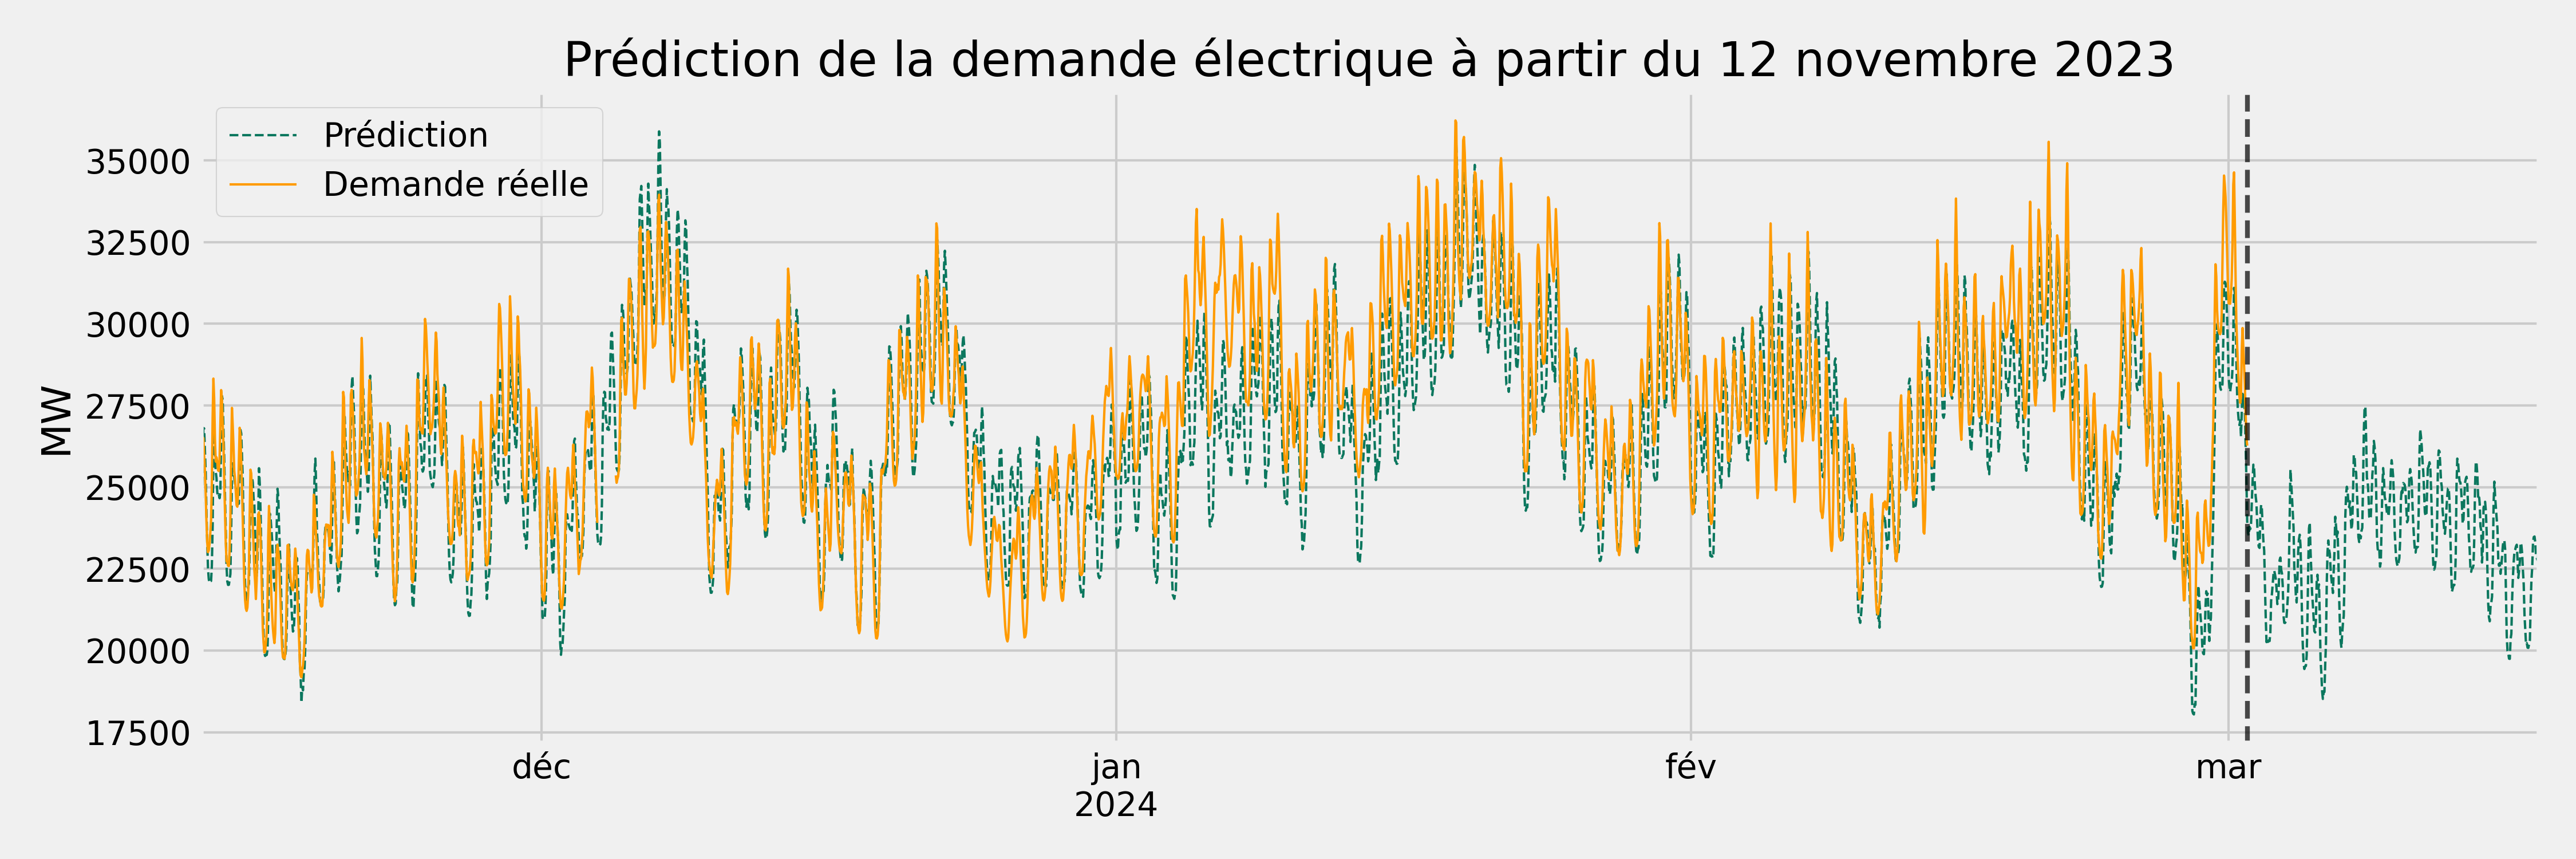 Prédiction de la demande électrique à partir du 12 novembre 2023
Prédiction
Demande réelle
MW
35000
32500
30000
27500
25000
22500
20000
17500
déc
jan
fév
mar
2024